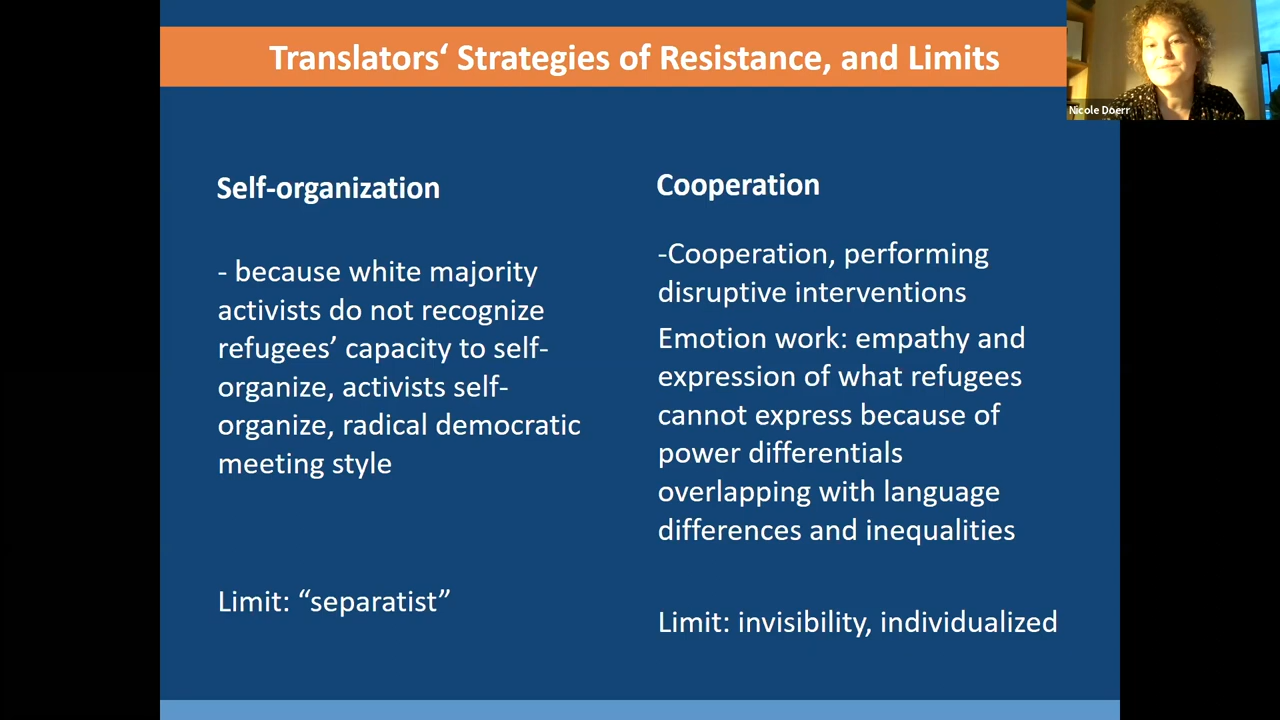 Translators‘ Strategies of Resistance, and Limits
Nicole Doerr
Self-organization
- because white majority
activists do not recognize
refugees’ capacity to self-
organize, activists self-
organize, radical democratic
meeting style
Limit: “separatist”
Cooperation
-Cooperation, performing
disruptive interventions
Emotion work: empathy and
expression of what refugees
cannot express because of
power differentials
overlapping with language
differences and inequalities
Limit: invisibility, individualized